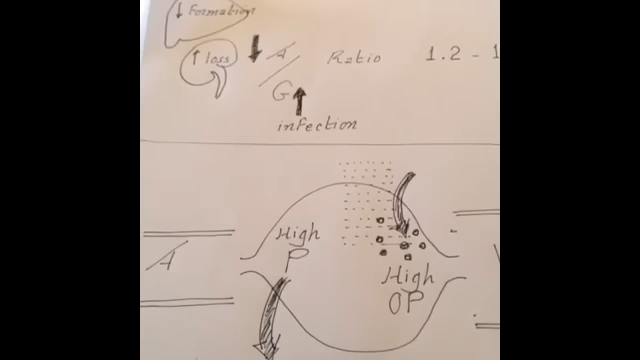 ↓ Formation
↑ loss ↓ A/G ↑ Ratio 1.2 - 1
infection
A High P High OP